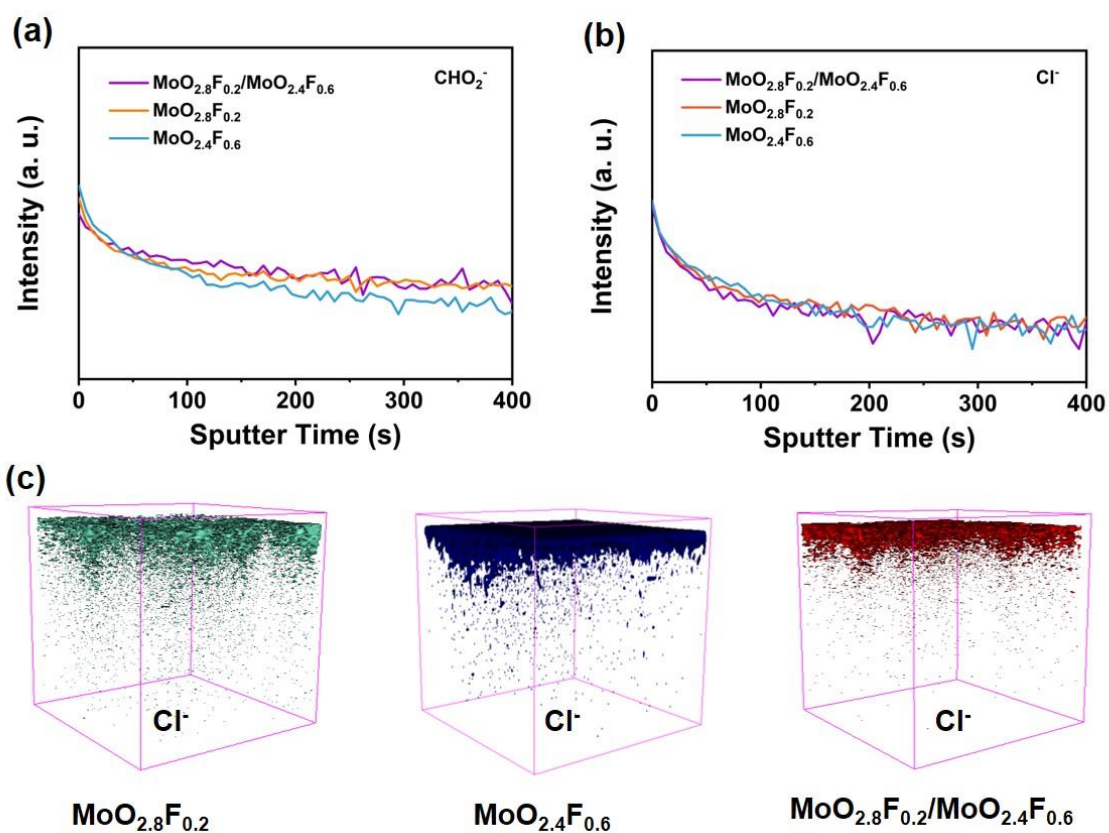 (a)
MoO2.8F0.2/MoO2.4F0.6
MoO2.8F0.2
MoO2.4F0.6
CHO2-
Intensity (a. u.)
0 100 200 300 400
Sputter Time (s)
(b)
MoO2.8F0.2/MoO2.4F0.6
MoO2.8F0.2
MoO2.4F0.6
Cl-
Intensity (a. u.)
0 100 200 300 400
Sputter Time (s)
(c)
Cl-
Cl-
Cl-
MoO2.8F0.2
MoO2.4F0.6
MoO2.8F0.2/MoO2.4F0.6